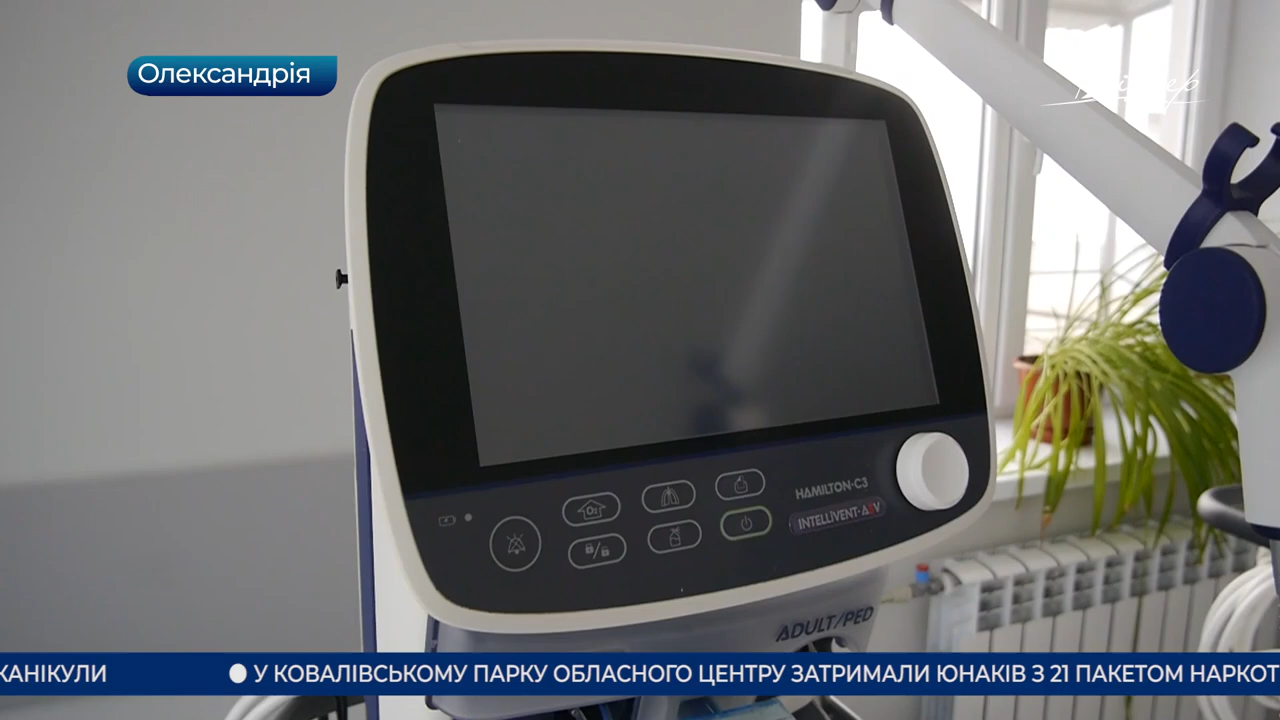 Олександрія
HAMILTON-C3
INTELLiVENT-ASV
ADULT/PED
КАНІКУЛИ
У КОВАЛІВСЬКОМУ ПАРКУ ОБЛАСНОГО ЦЕНТРУ ЗАТРИМАЛИ ЮНАКІВ З 21 ПАКЕТОМ НАРКОТ